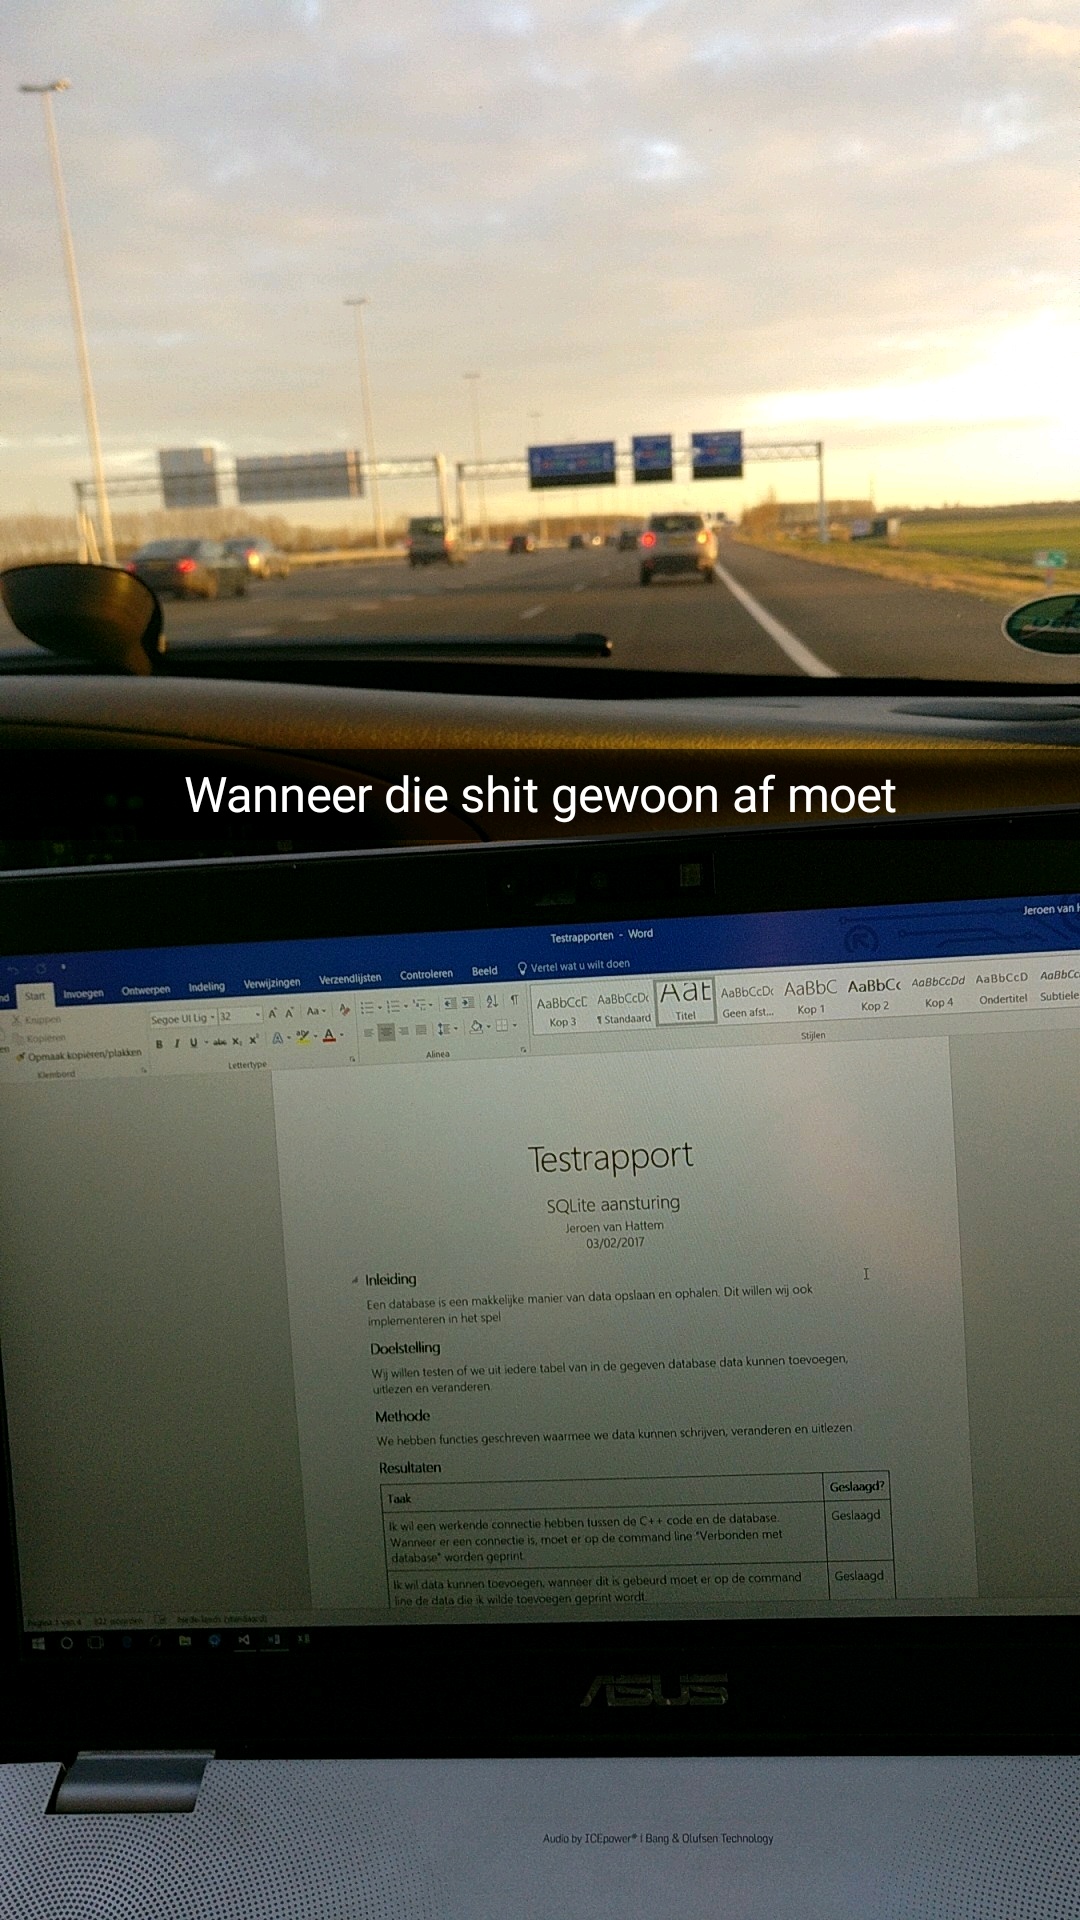 Wanneer die shit gewoon af moet
Testrapporten - Word
Jeroen van H
Start Invoegen Ontwerpen Indeling Verwijzingen Verzendlijsten Controleren Beeld Vertel wat u wilt doen
Knippen
Kopiëren
Opmaak kopiëren/plakken
Klembord
Segoe UI Lig 32
Lettertype
Alinea
AaBbCcD AaBbCcDc Aat AaBbCcDc AaBbC AaBbCc AaBbCcDd AaBbCcD AaBbCc
Kop 3 ¶ Standaard Titel Geen afst... Kop 1 Kop 2 Kop 4 Ondertitel Subtiele
Stijlen
Testrapport
SQLite aansturing
Jeroen van Hattem
03/02/2017
Inleiding
Een database is een makkelijke manier van data opslaan en ophalen. Dit willen wij ook
implementeren in het spel
Doelstelling
Wij willen testen of we uit iedere tabel van in de gegeven database data kunnen toevoegen,
uitlezen en veranderen
Methode
We hebben functies geschreven waarmee we data kunnen schrijven, veranderen en uitlezen
Resultaten
Taak Geslaagd?
Ik wil een werkende connectie hebben tussen de C++ code en de database. Geslaagd
Wanneer er een connectie is, moet er op de command line "Verbonden met
database" worden geprint.
Ik wil data kunnen toevoegen, wanneer dit is gebeurd moet er op de command Geslaagd
line de data die ik wilde toevoegen geprint wordt.
ASUS
Audio by ICEpower® | Bang & Olufsen Technology